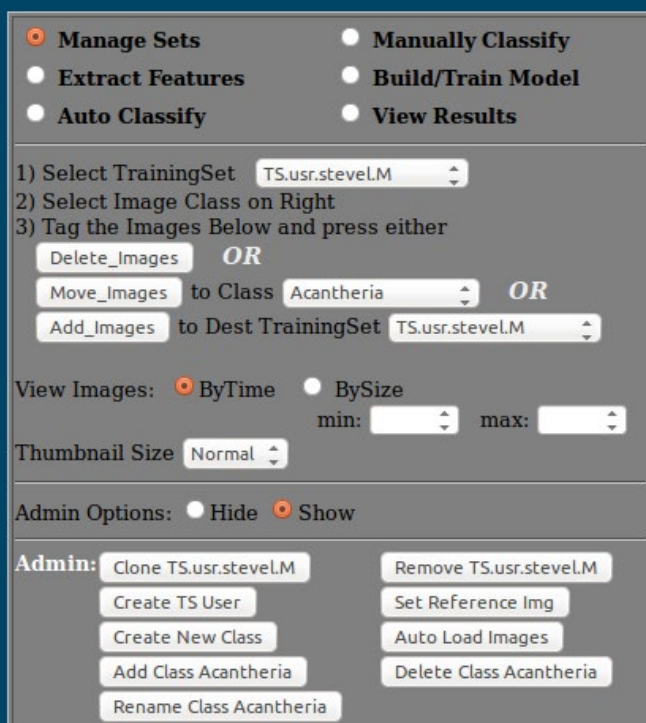 Manage Sets Manually Classify
Extract Features Build/Train Model
Auto Classify View Results
1) Select TrainingSet TS.usr.stevel.M
2) Select Image Class on Right
3) Tag the Images Below and press either
Delete_Images OR
Move_Images to Class Acantheria OR
Add_Images to Dest TrainingSet TS.usr.stevel.M
View Images: ByTime BySize
min: max:
Thumbnail Size Normal
Admin Options: Hide Show
Admin: Clone TS.usr.stevel.M Remove TS.usr.stevel.M
Create TS User Set Reference Img
Create New Class Auto Load Images
Add Class Acantheria Delete Class Acantheria
Rename Class Acantheria